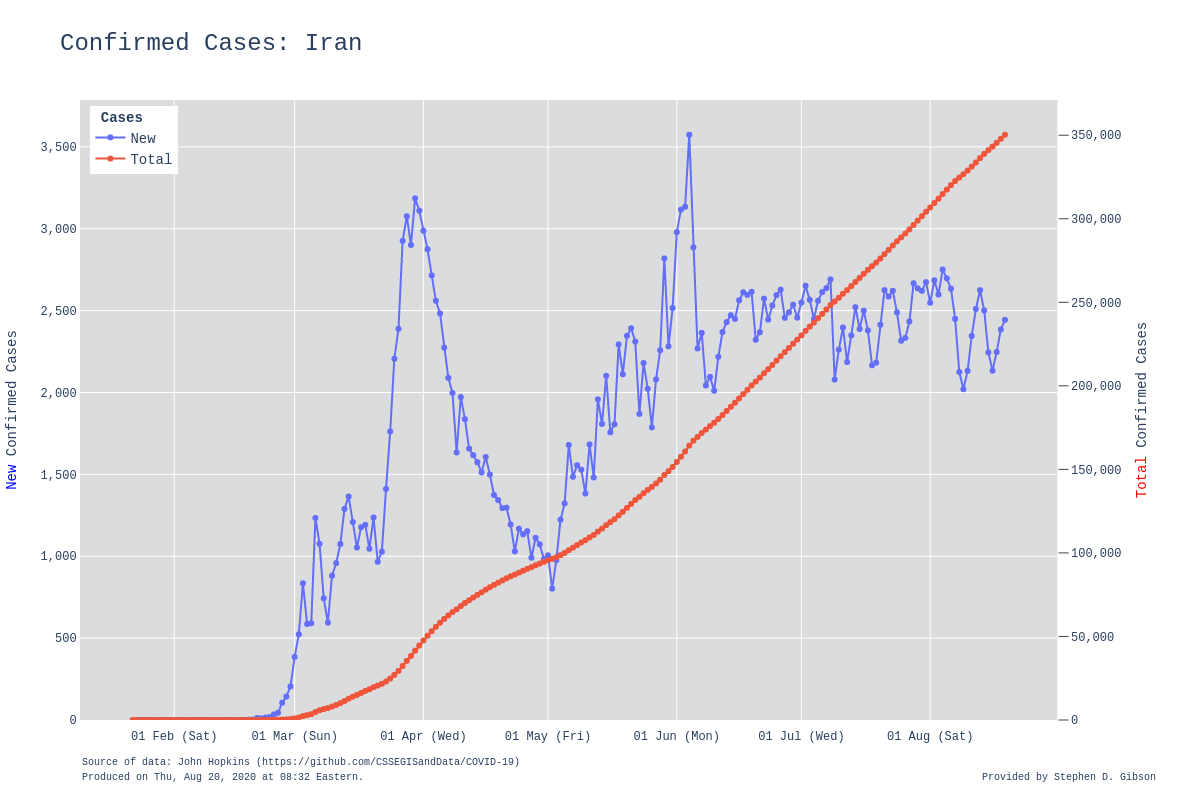 Confirmed Cases: Iran
Cases
New
Total
3,500
3,000
2,500
2,000
1,500
1,000
500
0
New Confirmed Cases
350,000
300,000
250,000
200,000
150,000
100,000
50,000
0
Total Confirmed Cases
01 Feb (Sat)
01 Mar (Sun)
01 Apr (Wed)
01 May (Fri)
01 Jun (Mon)
01 Jul (Wed)
01 Aug (Sat)
Source of data: John Hopkins (https://github.com/CSSEGISandData/COVID-19)
Produced on Thu, Aug 20, 2020 at 08:32 Eastern.
Provided by Stephen D. Gibson